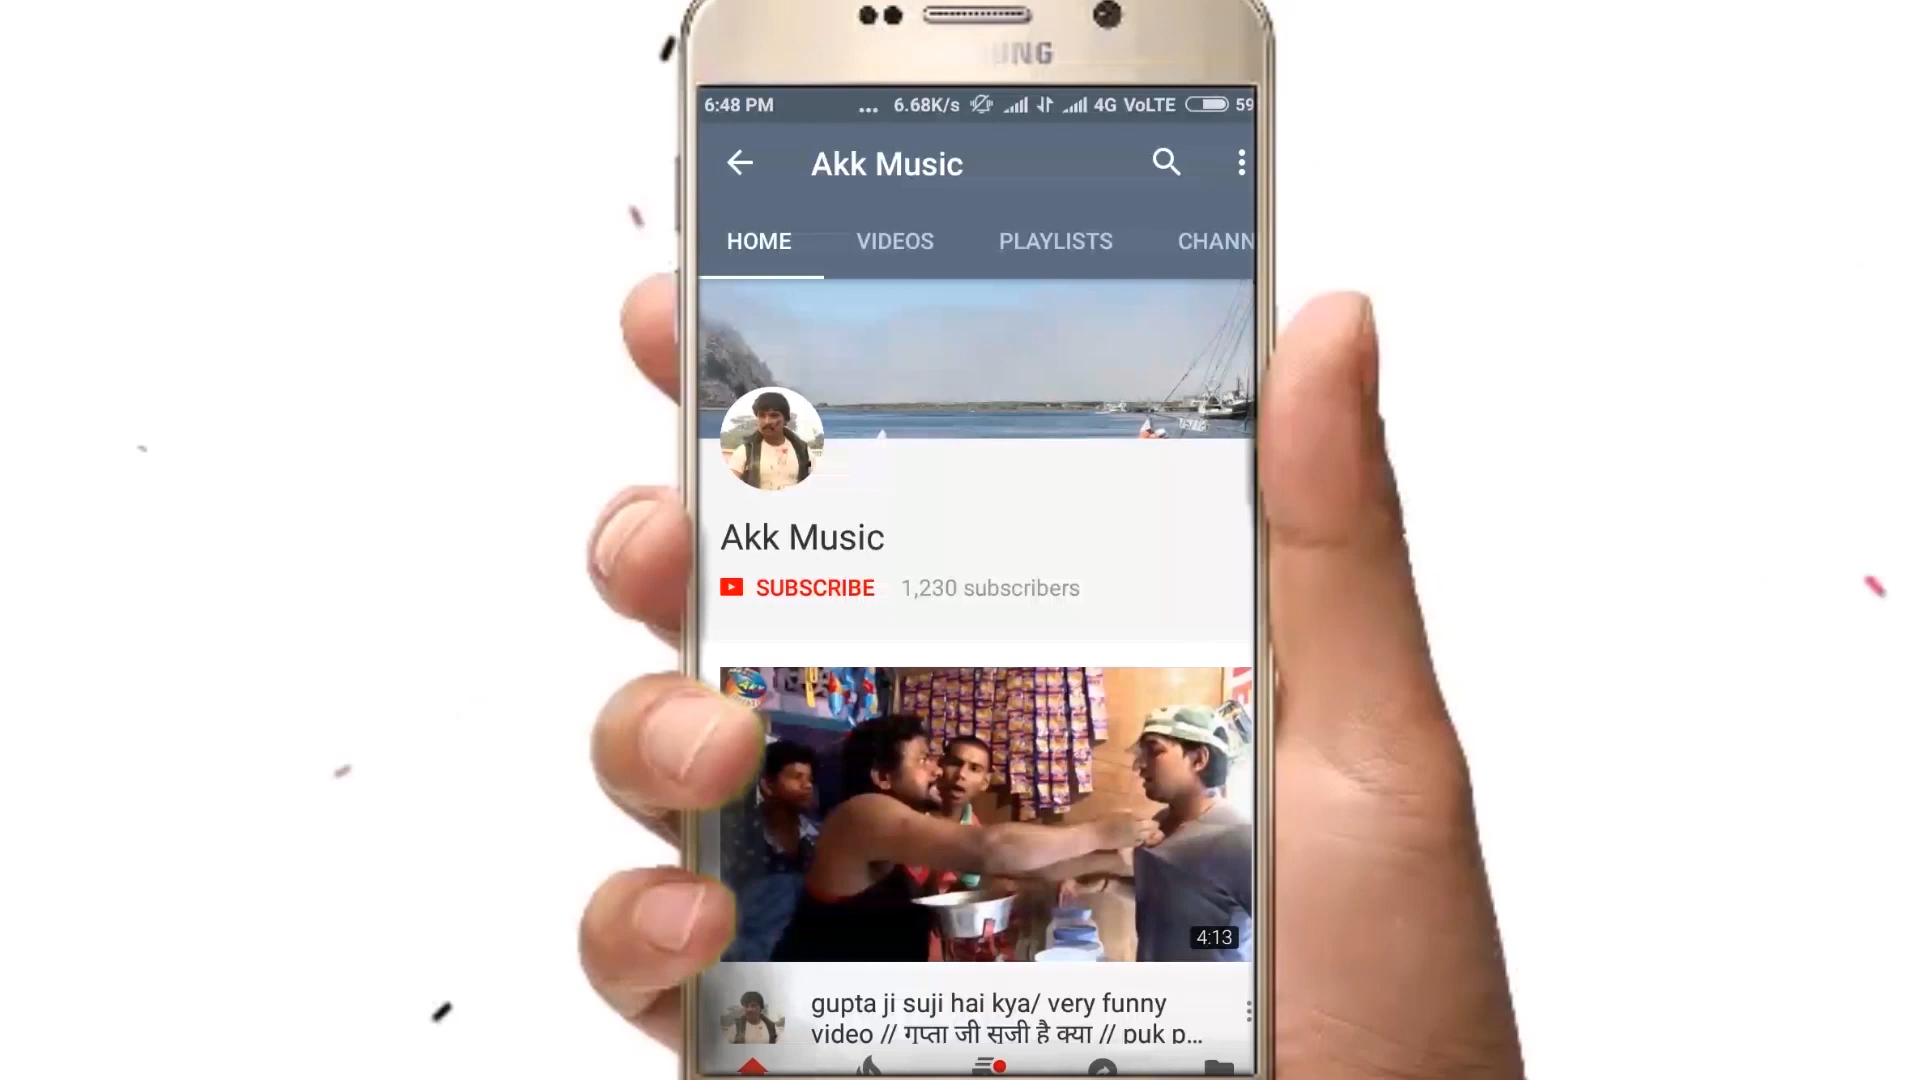 6:48 PM ... 6.68K/s 4G VoLTE 59
Akk Music
HOME VIDEOS PLAYLISTS CHANN
Akk Music
SUBSCRIBE 1,230 subscribers
4:13
gupta ji suji hai kya/ very funny
video // गुप्ता जी सूजी है क्या // puk p...